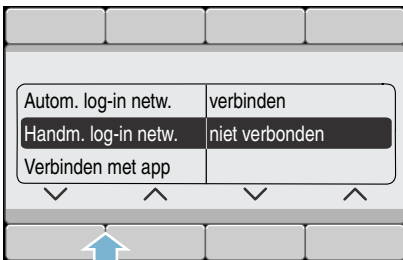 Autom. log-in netw. verbinden
Handm. log-in netw. niet verbonden
Verbinden met app